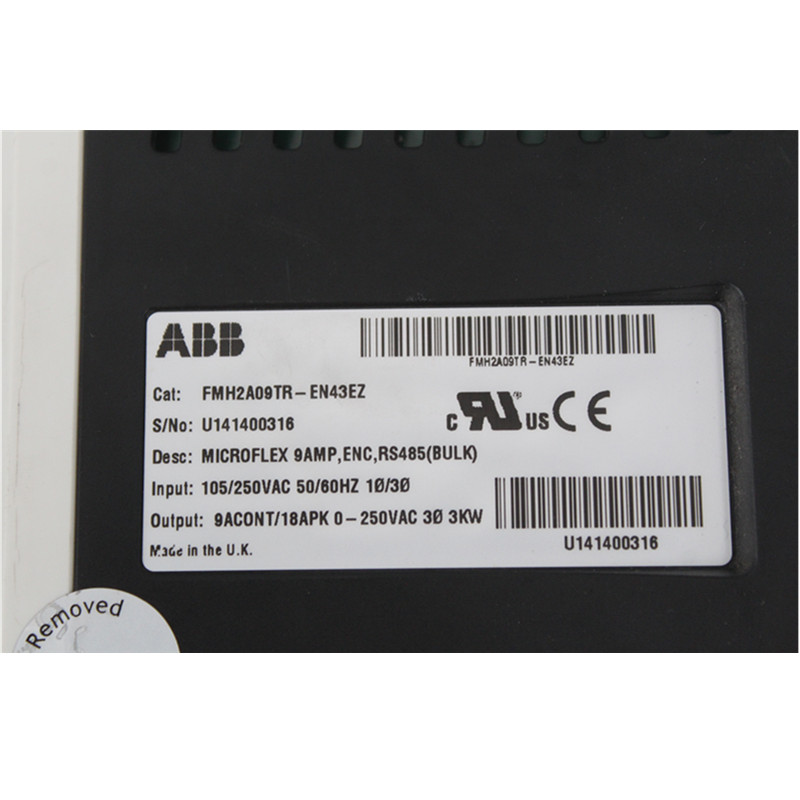 ABB
FMH2A09TR-EN43EZ
Cat: FMH2A09TR-EN43EZ
S/No: U141400316
c RU ® US CE
Desc: MICROFLEX 9AMP,ENC,RS485(BULK)
Input: 105/250VAC 50/60HZ 1Ø/3Ø
Output: 9ACONT/18APK 0-250VAC 3Ø 3KW
Made in the U.K.
U141400316
Removed